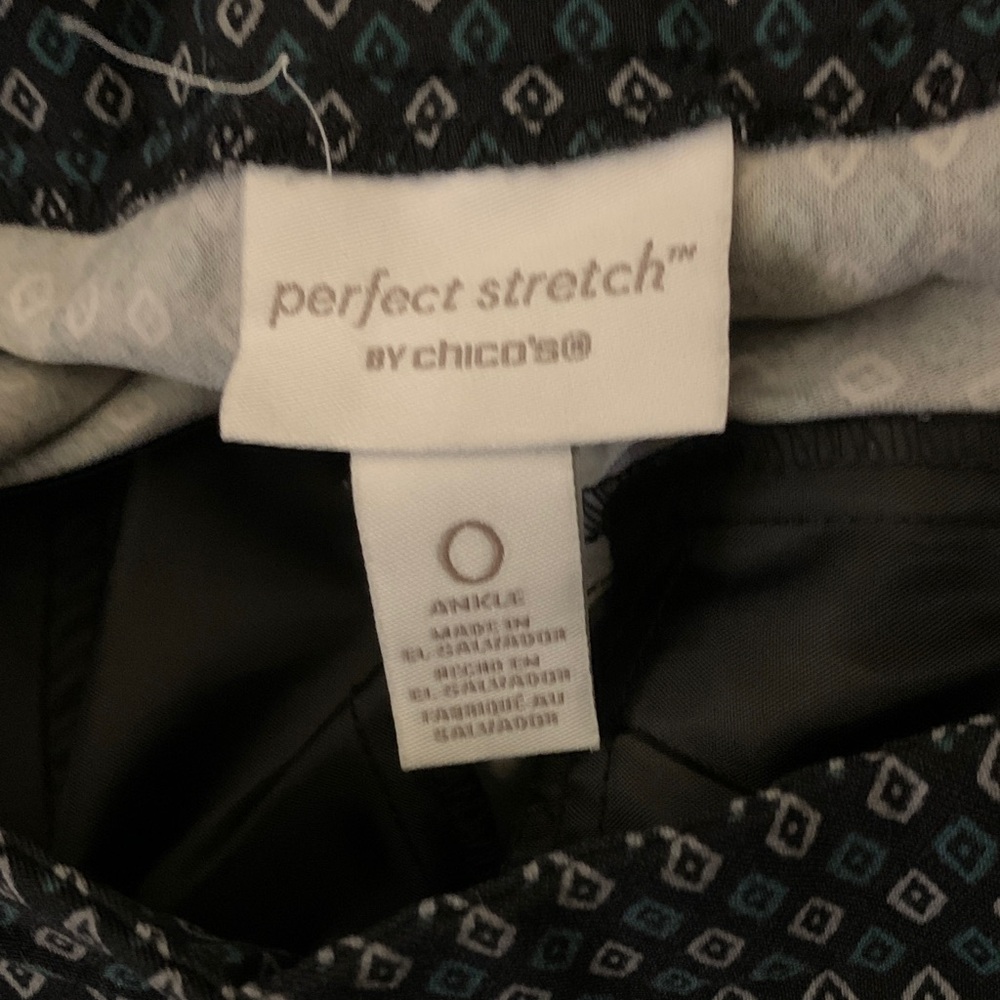 perfect stretch™
BY chico's®
0
ANKLE
MADE IN
EL SALVADOR
HECHO EN
EL SALVADOR
FABRIQUÉ AU
SALVADOR